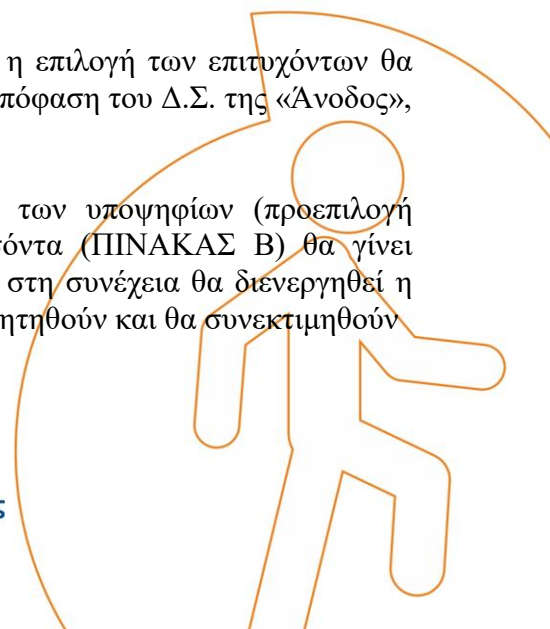 η επιλογή των επιτυχόντων θα
πόφαση του Δ.Σ. της «Άνοδος»,
των υποψηφίων (προεπιλογή
(ΠΙΝΑΚΑΣ Β) θα γίνει
στη συνέχεια θα διενεργηθεί η
ητηθούν και θα συνεκτιμηθούν
ς